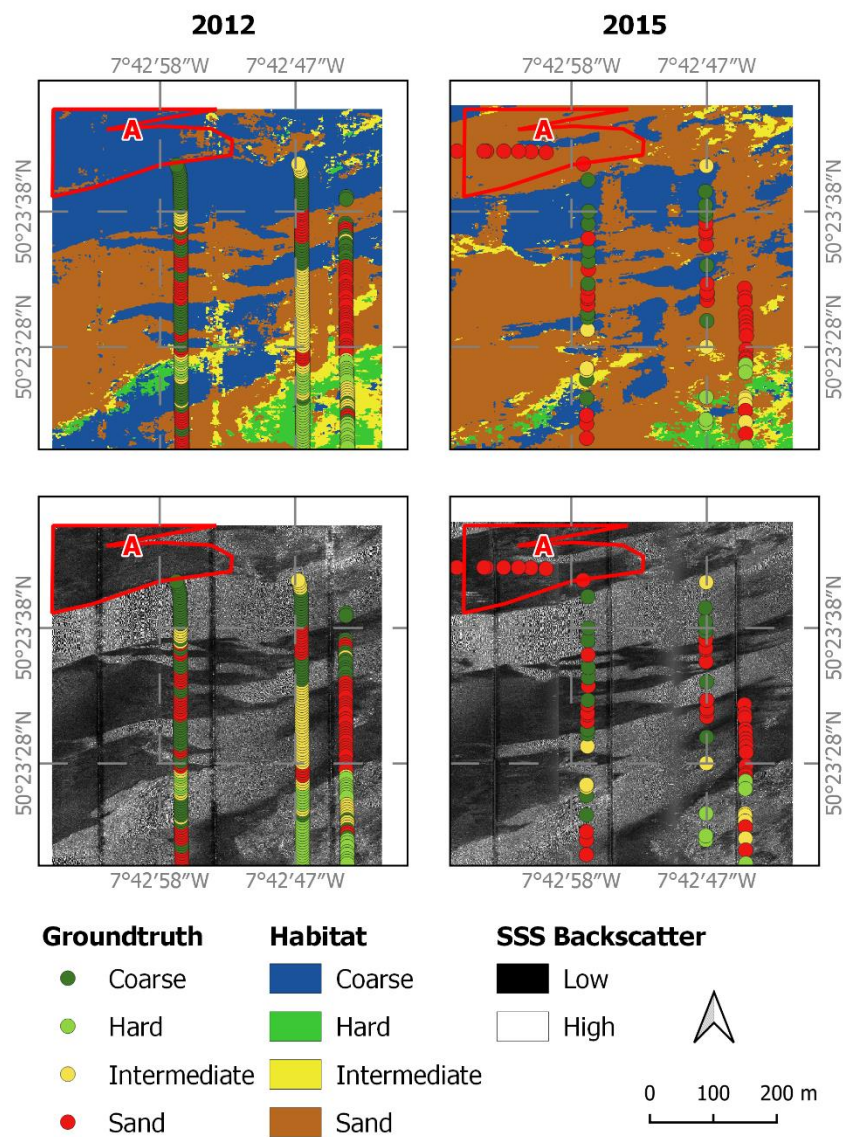 2012 2015
7°42′58″W 7°42′47″W 7°42′58″W 7°42′47″W
A A
50°23′38″N 50°23′38″N
50°23′28″N 50°23′28″N
A A
50°23′38″N 50°23′38″N
50°23′28″N 50°23′28″N
7°42′58″W 7°42′47″W 7°42′58″W 7°42′47″W
Groundtruth Habitat SSS Backscatter
Coarse Coarse Low
Hard Hard High
Intermediate Intermediate
Sand Sand
0 100 200 m